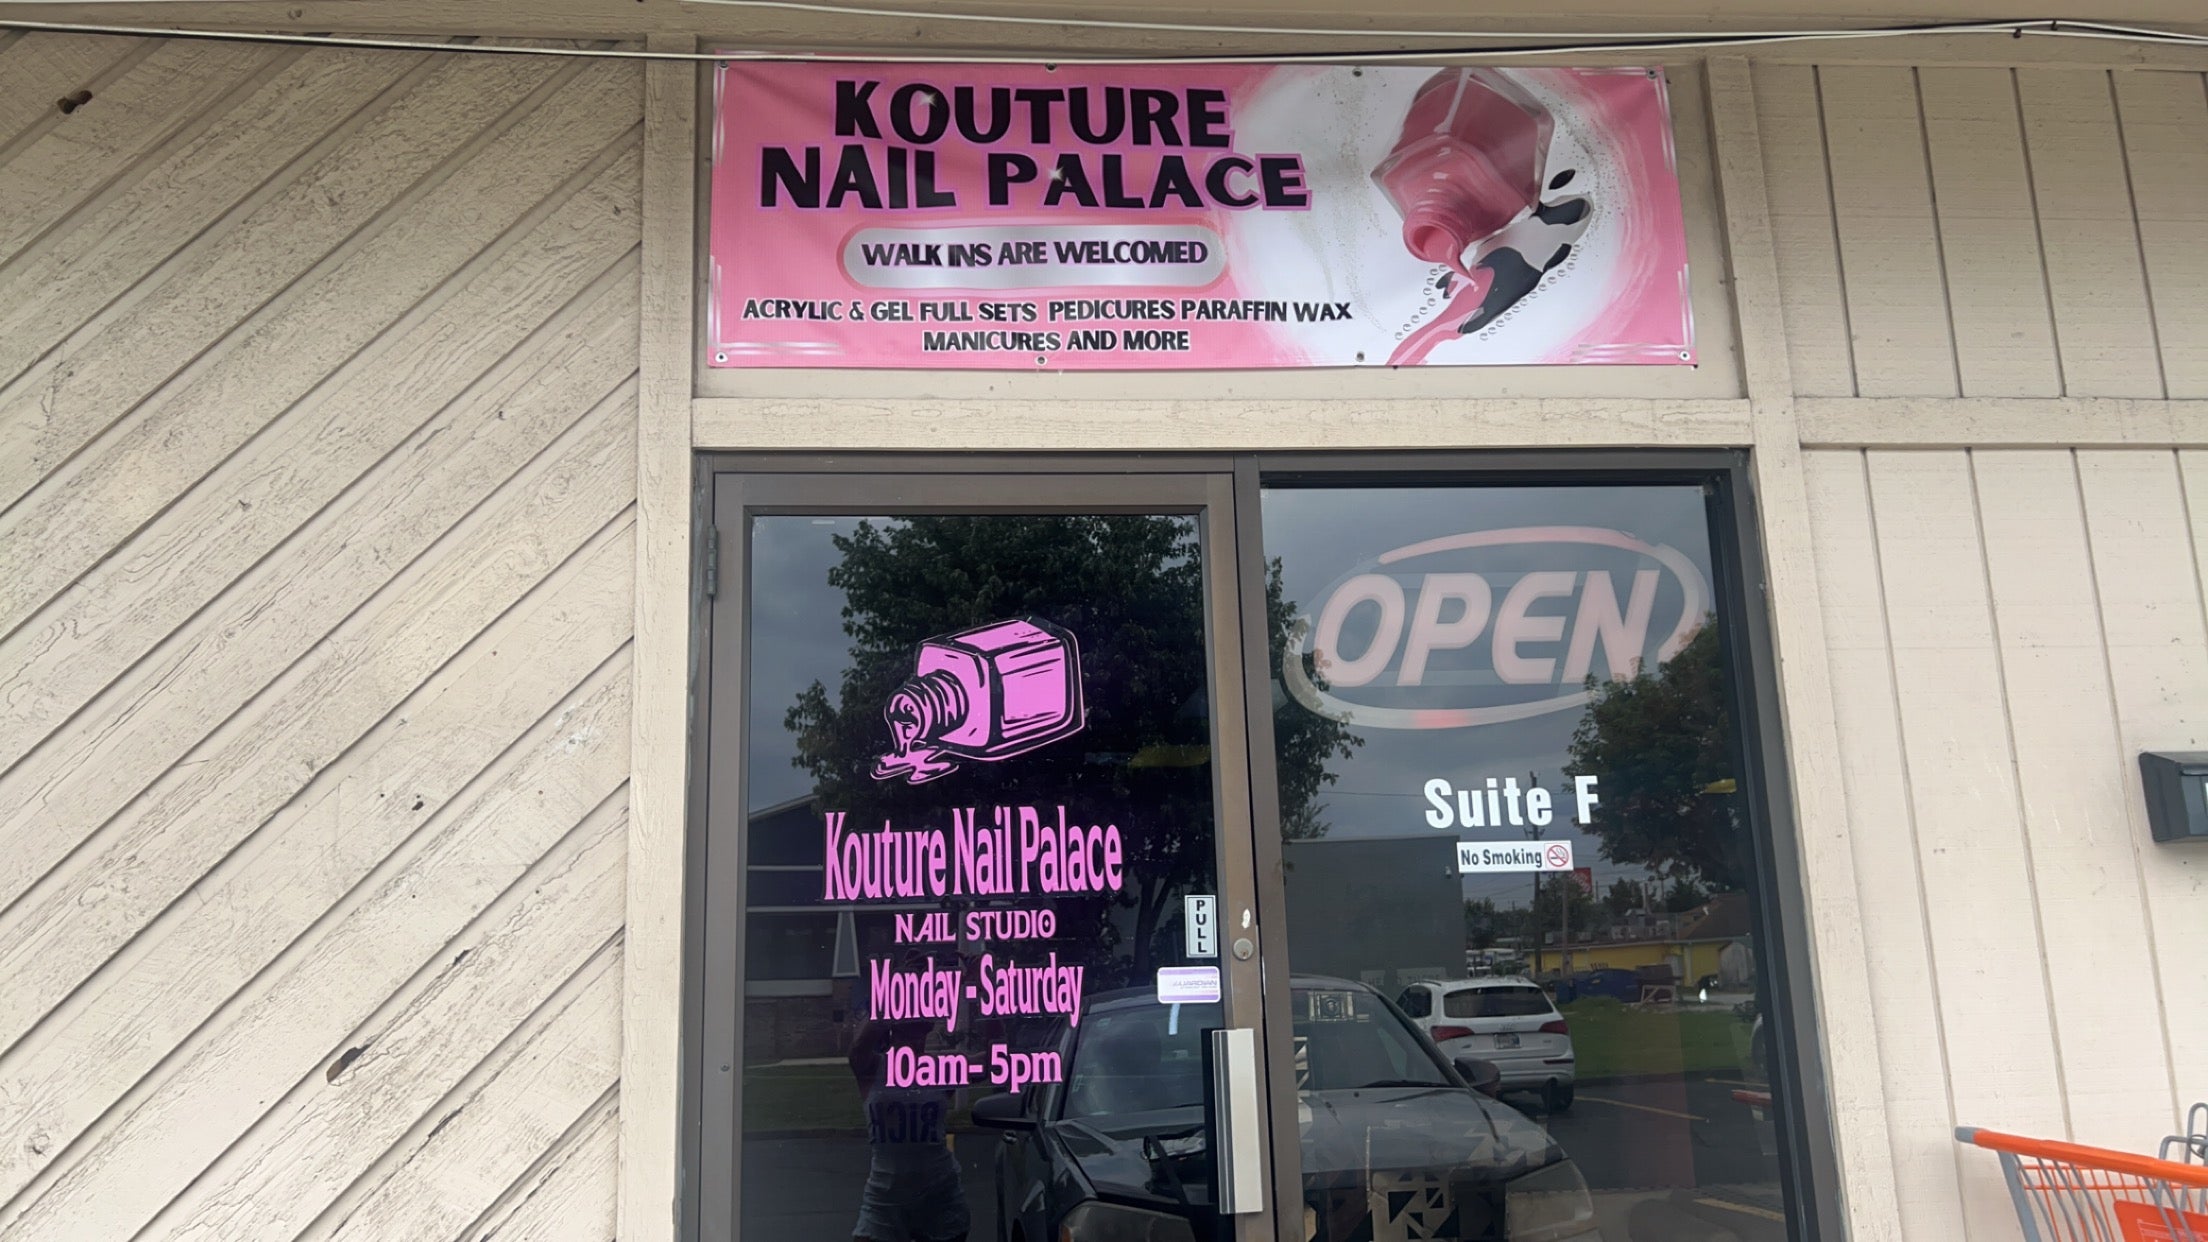 KOUTURE
NAIL PALACE
WALK INS ARE WELCOMED
ACRYLIC & GEL FULL SETS PEDICURES PARAFFIN WAX
MANICURES AND MORE
OPEN
Suite F
No Smoking
Kouture Nail Palace
NAIL STUDIO
Monday - Saturday
10am - 5pm
PULL